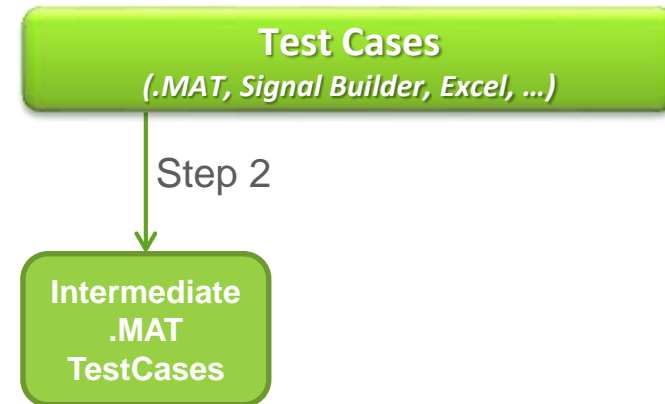 Test Cases
(.MAT, Signal Builder, Excel, …)
Step 2
Intermediate
.MAT
TestCases